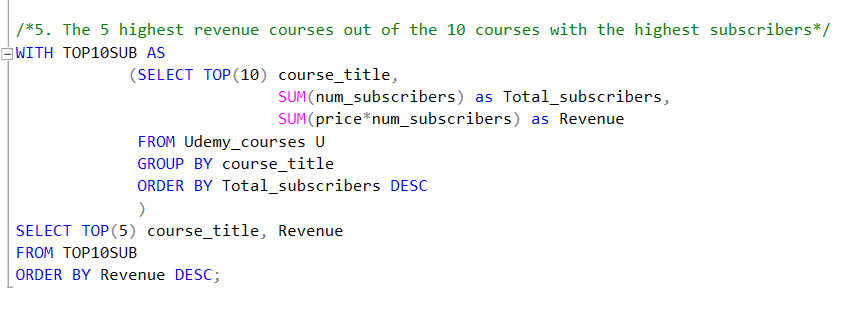 /*5. The 5 highest revenue courses out of the 10 courses with the highest subscribers*/
WITH TOP10SUB AS
(SELECT TOP(10) course_title,
SUM(num_subscribers) as Total_subscribers,
SUM(price*num_subscribers) as Revenue
FROM Udemy_courses U
GROUP BY course_title
ORDER BY Total_subscribers DESC
)
SELECT TOP(5) course_title, Revenue
FROM TOP10SUB
ORDER BY Revenue DESC;